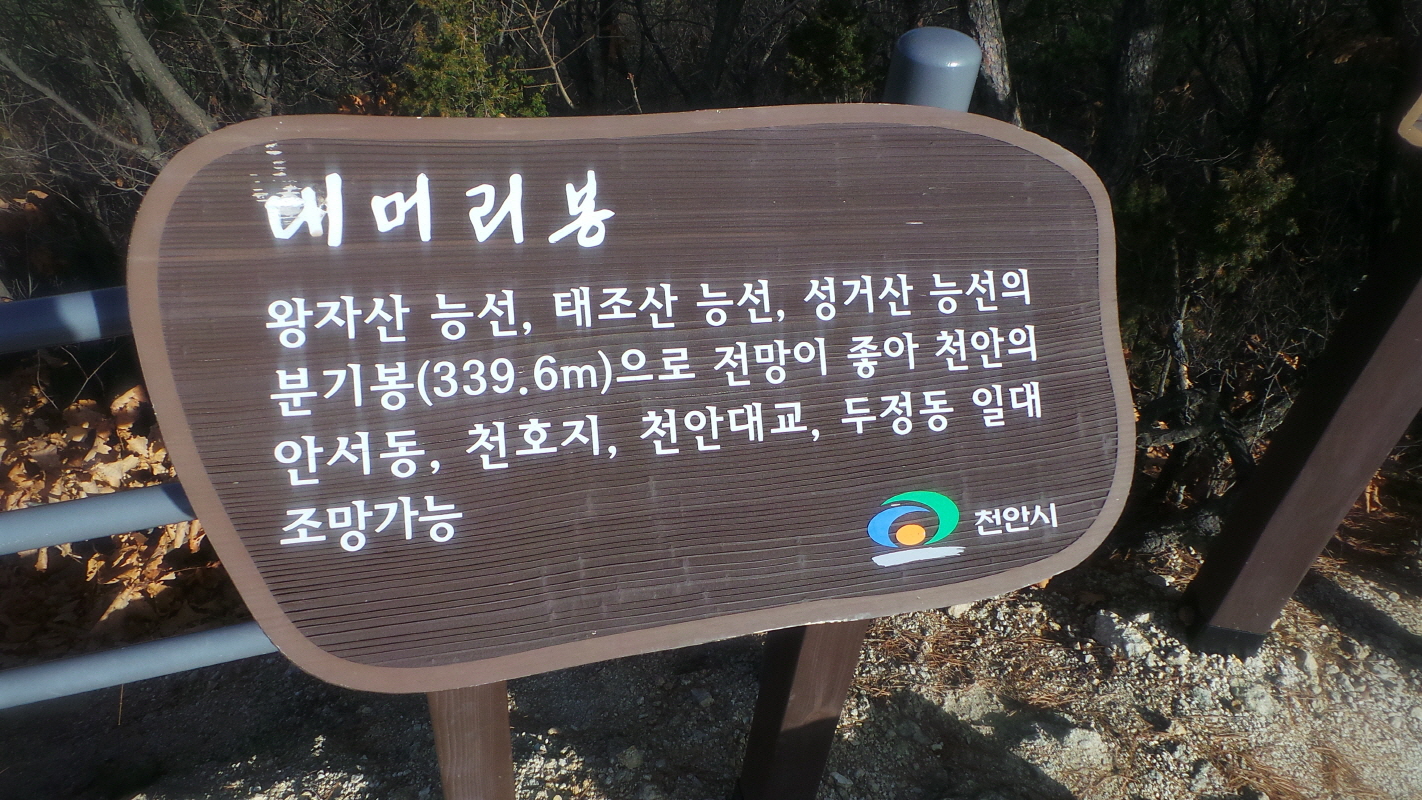 대머리봉
왕자산 능선, 태조산 능선, 성거산 능선의
분기봉(339.6m)으로 전망이 좋아 천안의
안서동, 천호지, 천안대교, 두정동 일대
조망가능
천안시